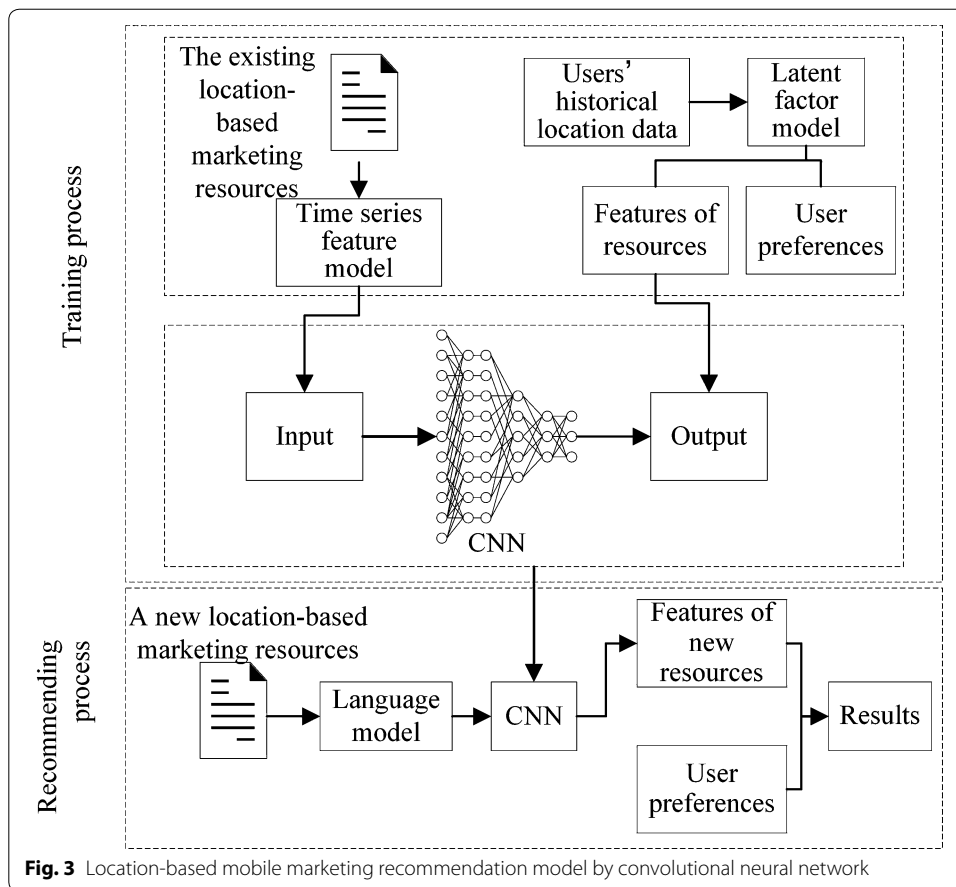 Training process
The existing
location-
based
marketing
resources
Time series
feature
model
Users’
historical
location data
Latent
factor
model
Features of
resources
User
preferences
Input
CNN
Output
Recommending
process
A new location-based
marketing resources
Language
model
CNN
Features of
new
resources
User
preferences
Results
Fig. 3 Location-based mobile marketing recommendation model by convolutional neural network